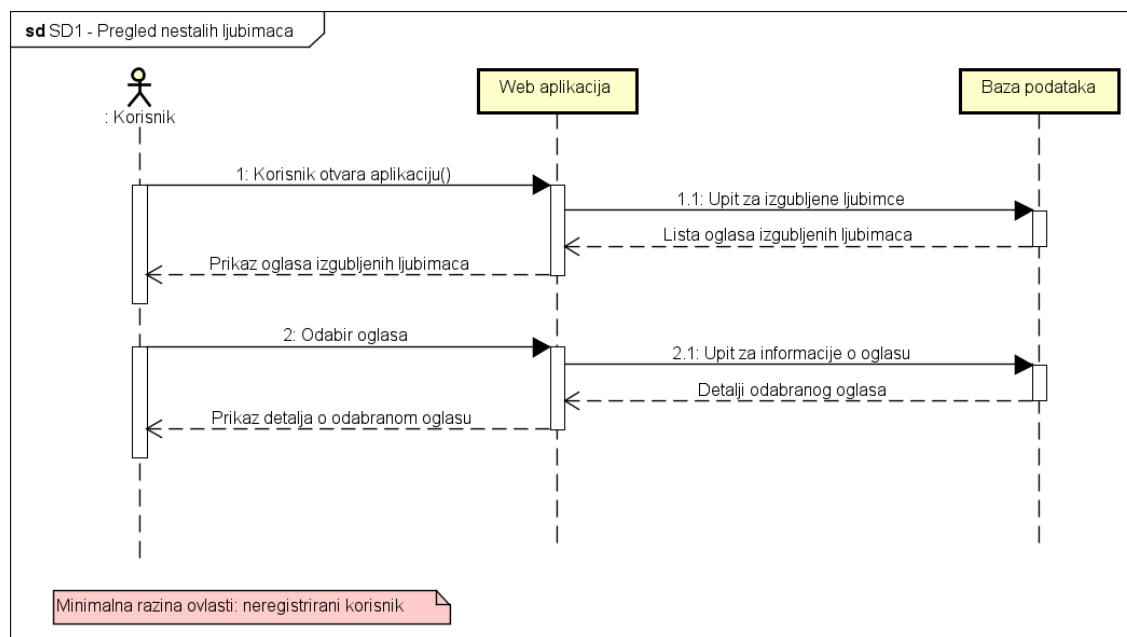 sd SD1 - Pregled nestalih ljubimaca
: Korisnik
Web aplikacija
Baza podataka
1: Korisnik otvara aplikaciju()
1.1: Upit za izgubljene ljubimce
Lista oglasa izgubljenih ljubimaca
Prikaz oglasa izgubljenih ljubimaca
2: Odabir oglasa
2.1: Upit za informacije o oglasu
Detalji odabranog oglasa
Prikaz detalja o odabranom oglasu
Minimalna razina ovlasti: neregistrirani korisnik